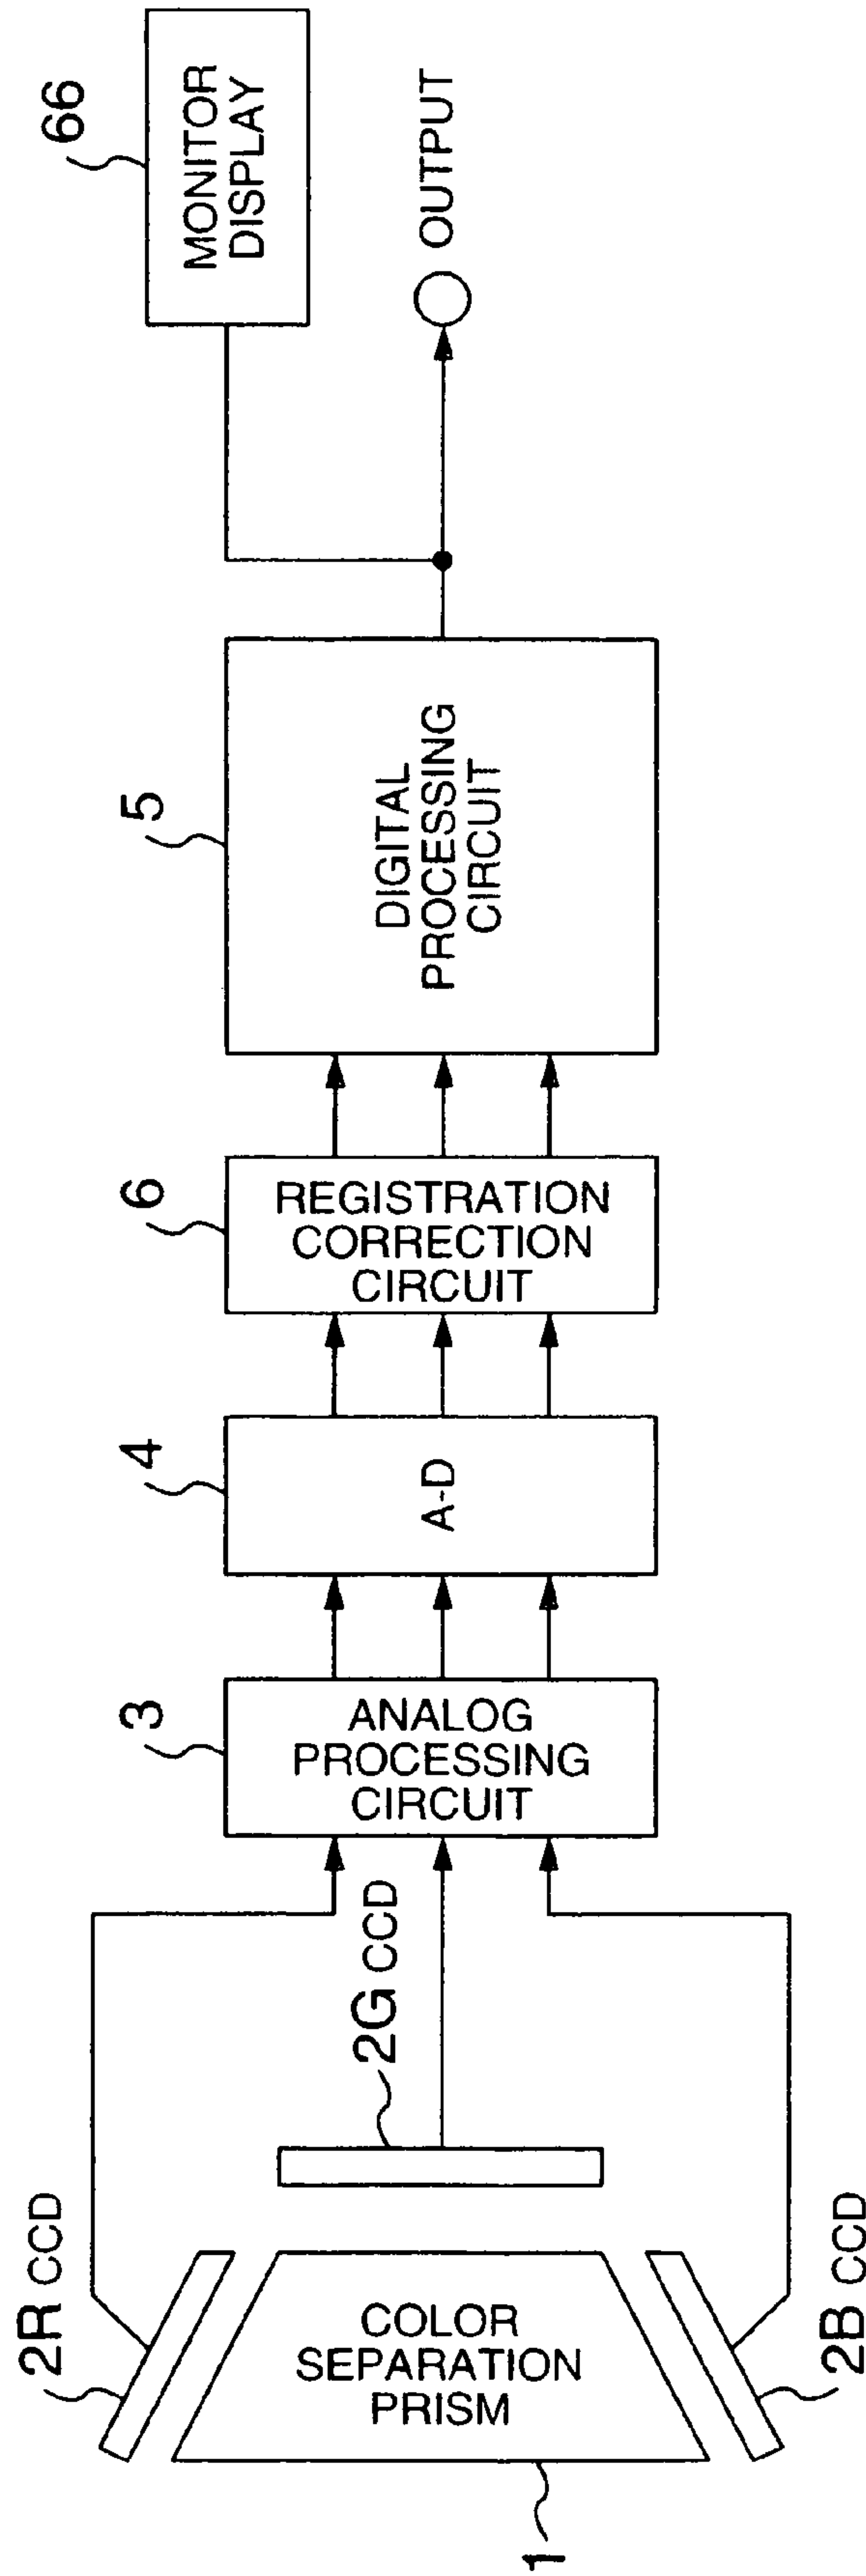 66
MONITOR
DISPLAY
OUTPUT
5
DIGITAL
PROCESSING
CIRCUIT
6
REGISTRATION
CORRECTION
CIRCUIT
4
A-D
3
ANALOG
PROCESSING
CIRCUIT
2G CCD
2R CCD
COLOR
SEPARATION
PRISM
2B CCD
1